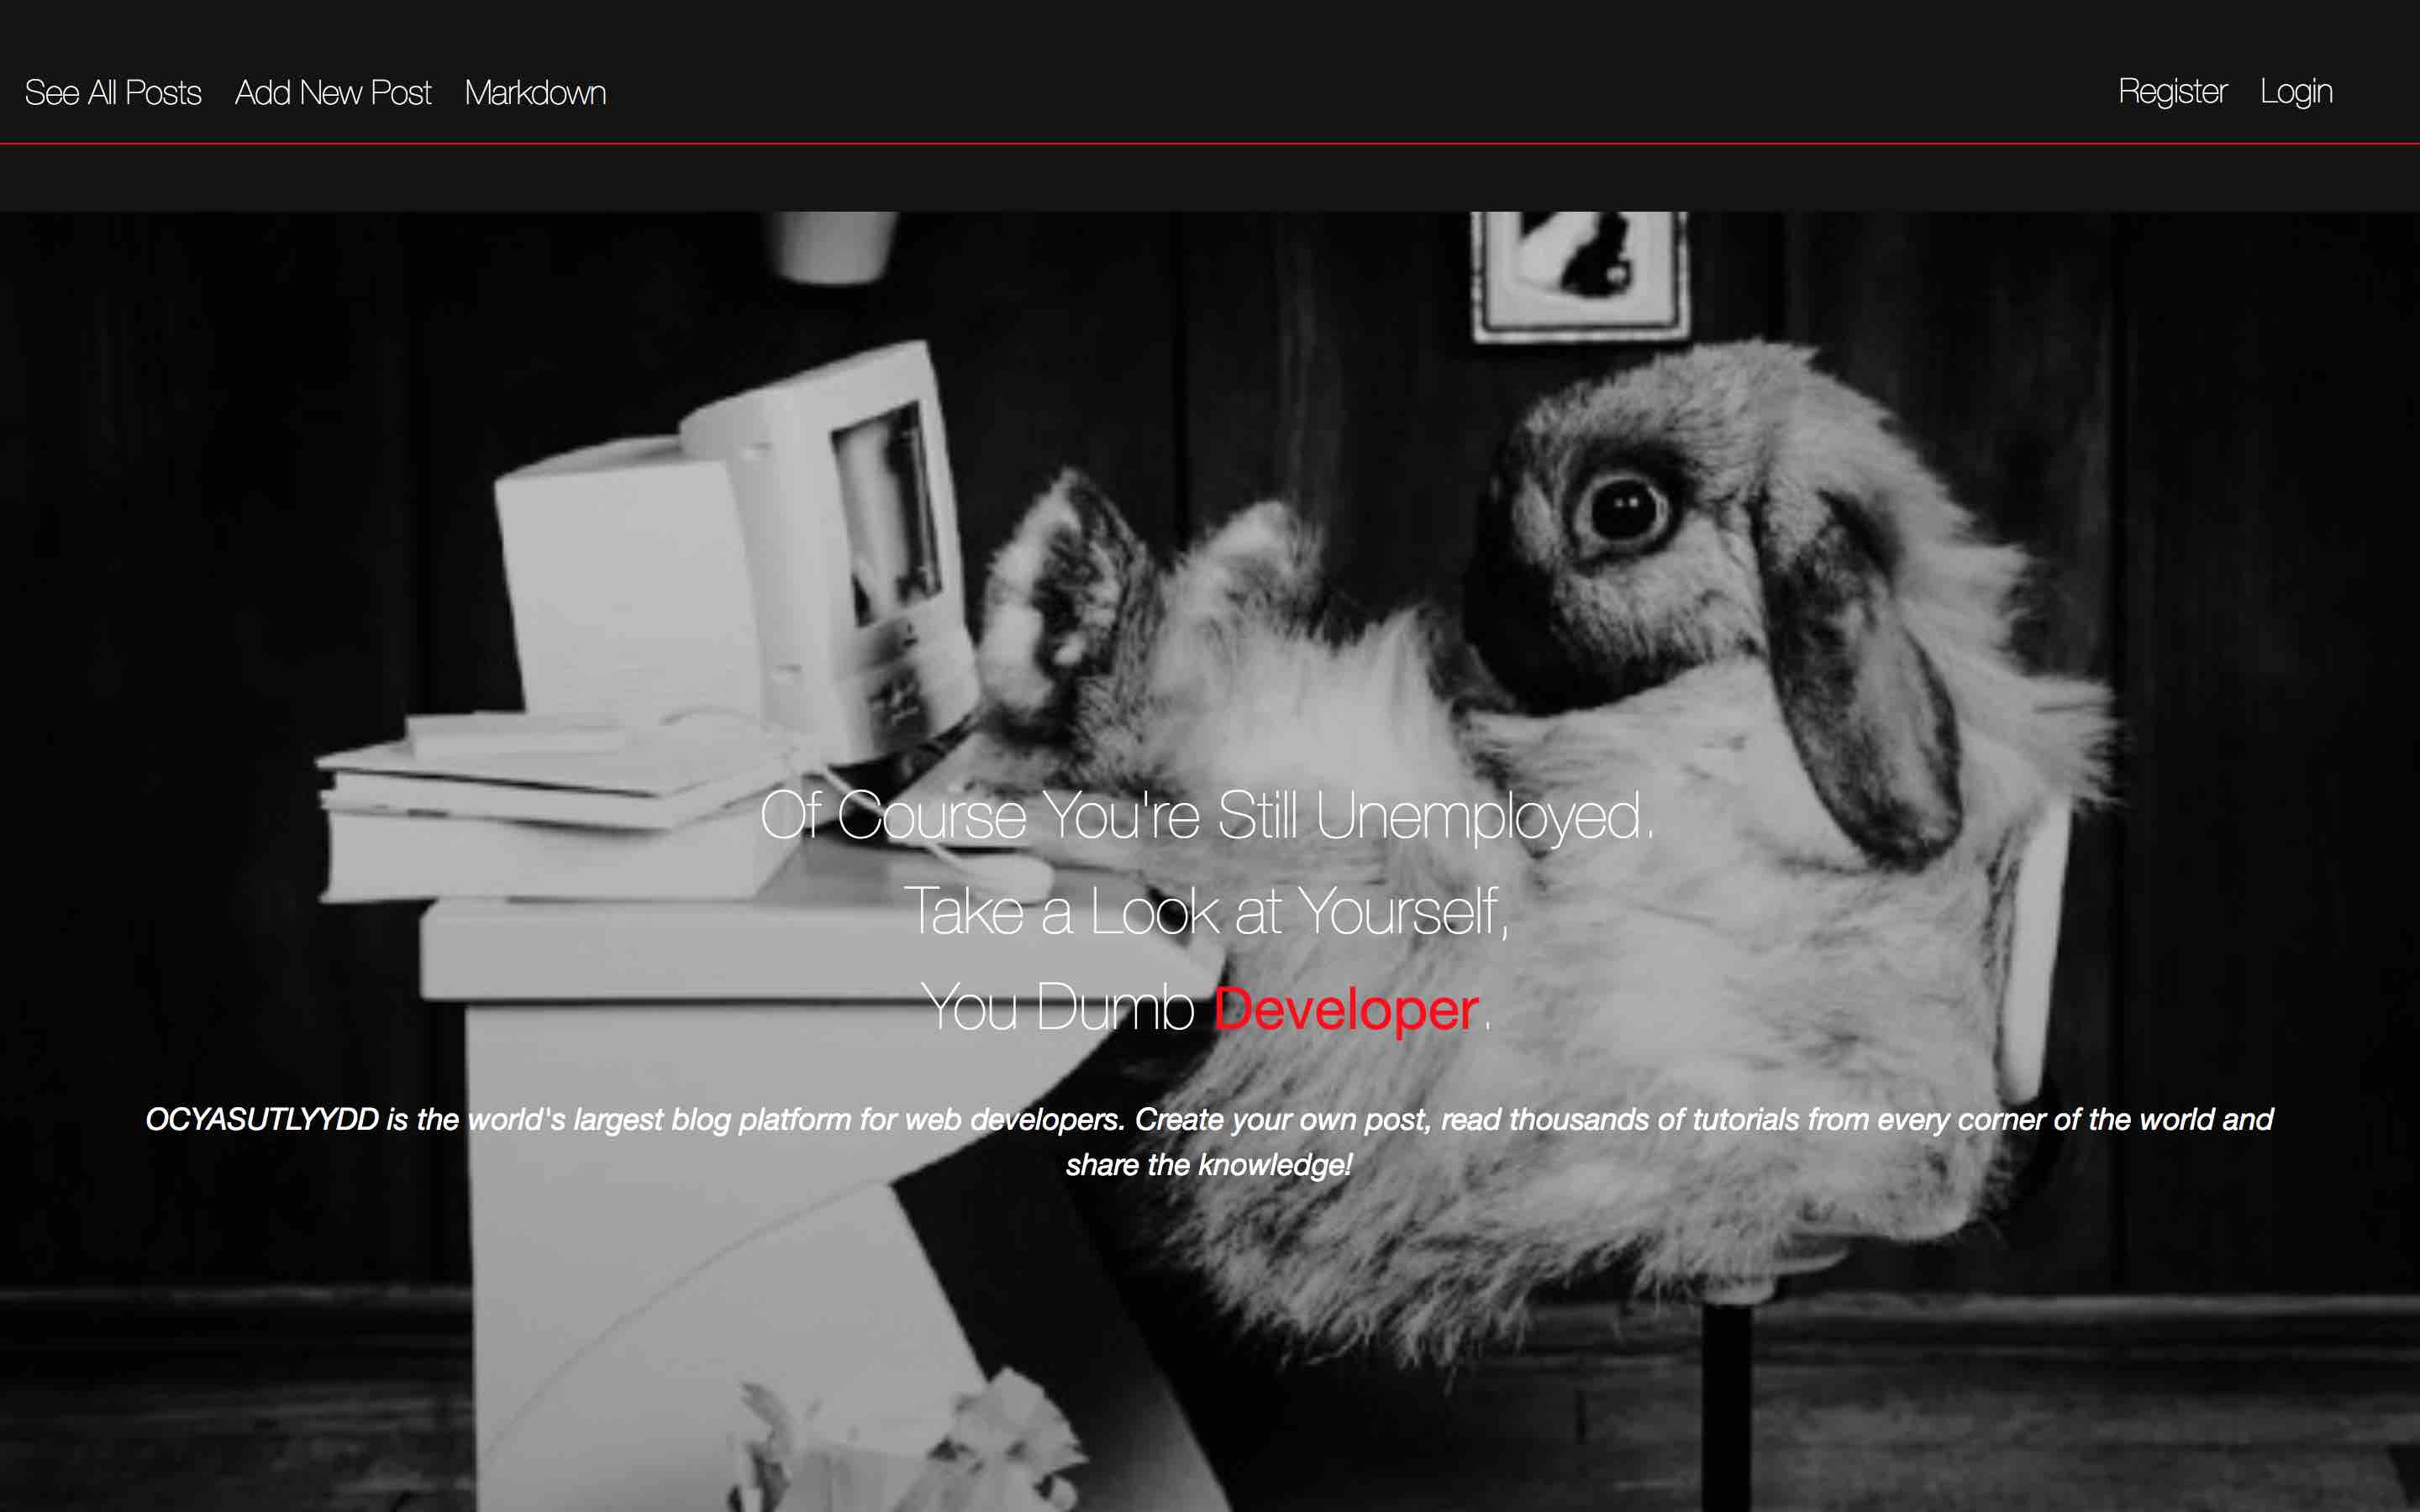 See All Posts Add New Post Markdown Register Login
Of Course You're Still Unemployed.
Take a Look at Yourself,
You Dumb Developer.
OCYASUTLYYDD is the world's largest blog platform for web developers. Create your own post, read thousands of tutorials from every corner of the world and
share the knowledge!